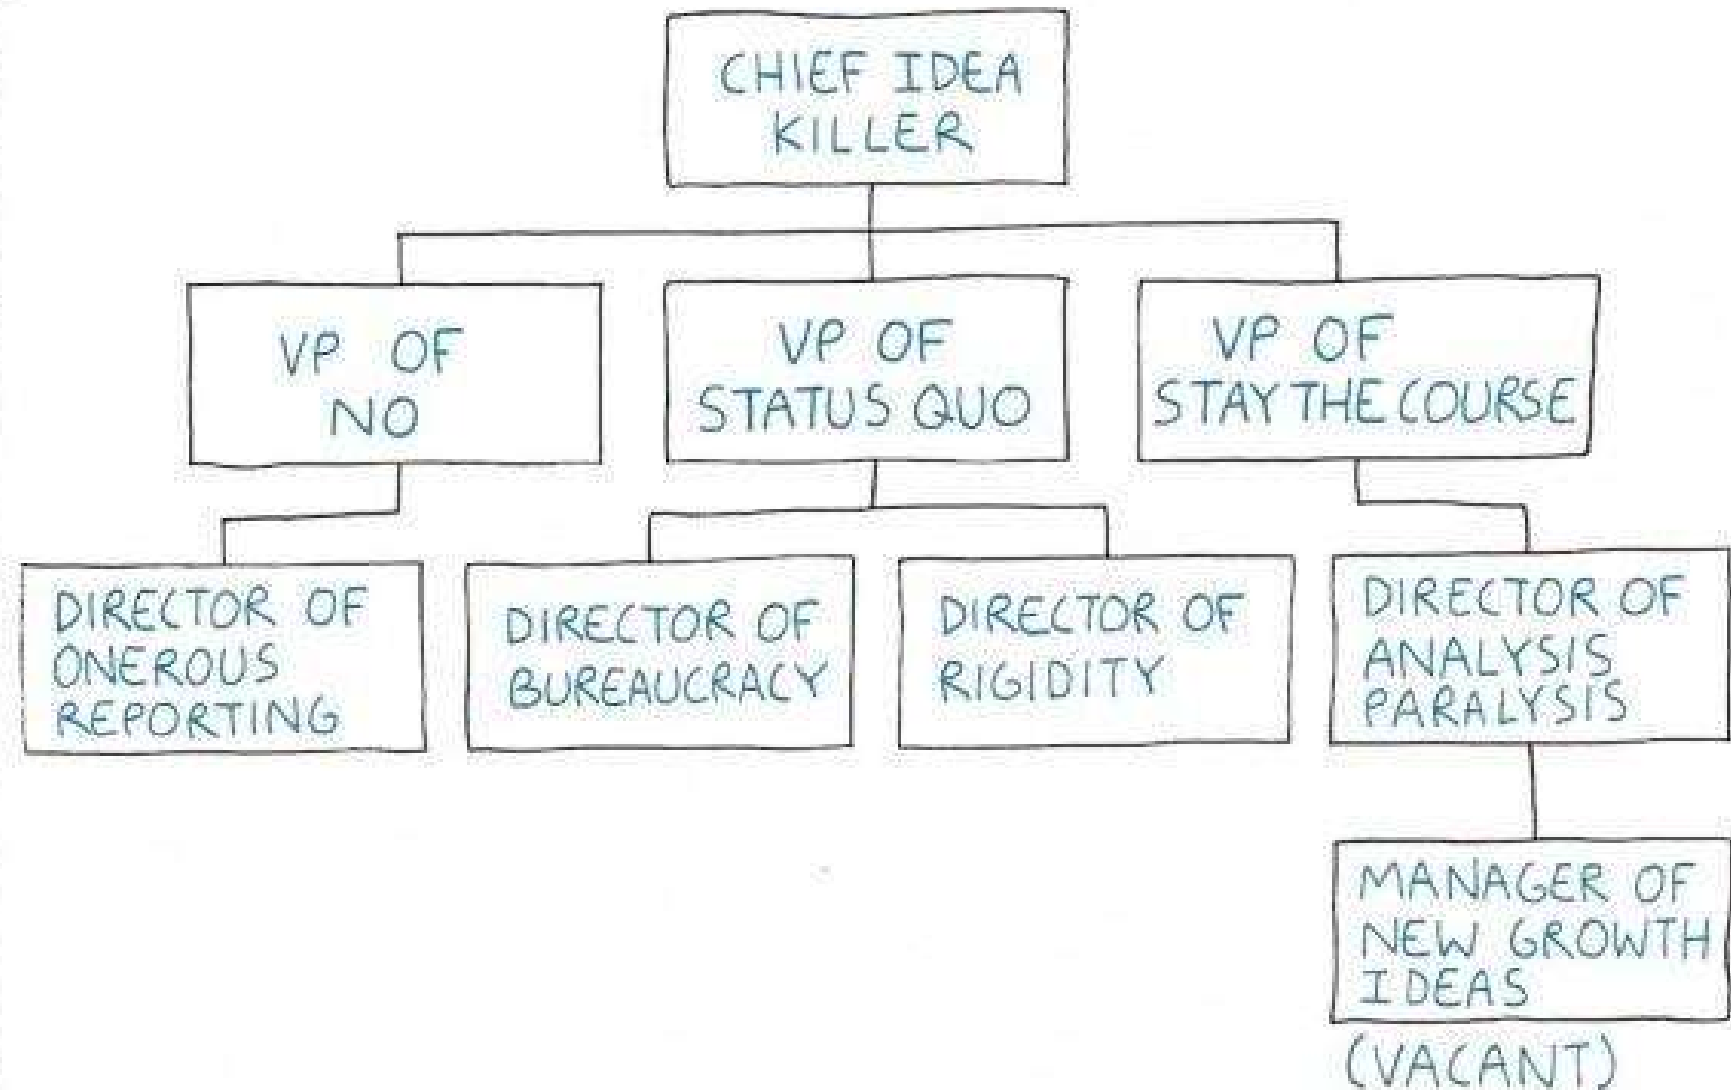 CHIEF IDEA
KILLER
VP OF
NO
VP OF
STATUS QUO
VP OF
STAY THE COURSE
DIRECTOR OF
ONEROUS
REPORTING
DIRECTOR OF
BUREAUCRACY
DIRECTOR OF
RIGIDITY
DIRECTOR OF
ANALYSIS
PARALYSIS
MANAGER OF
NEW GROWTH
IDEAS
(VACANT)